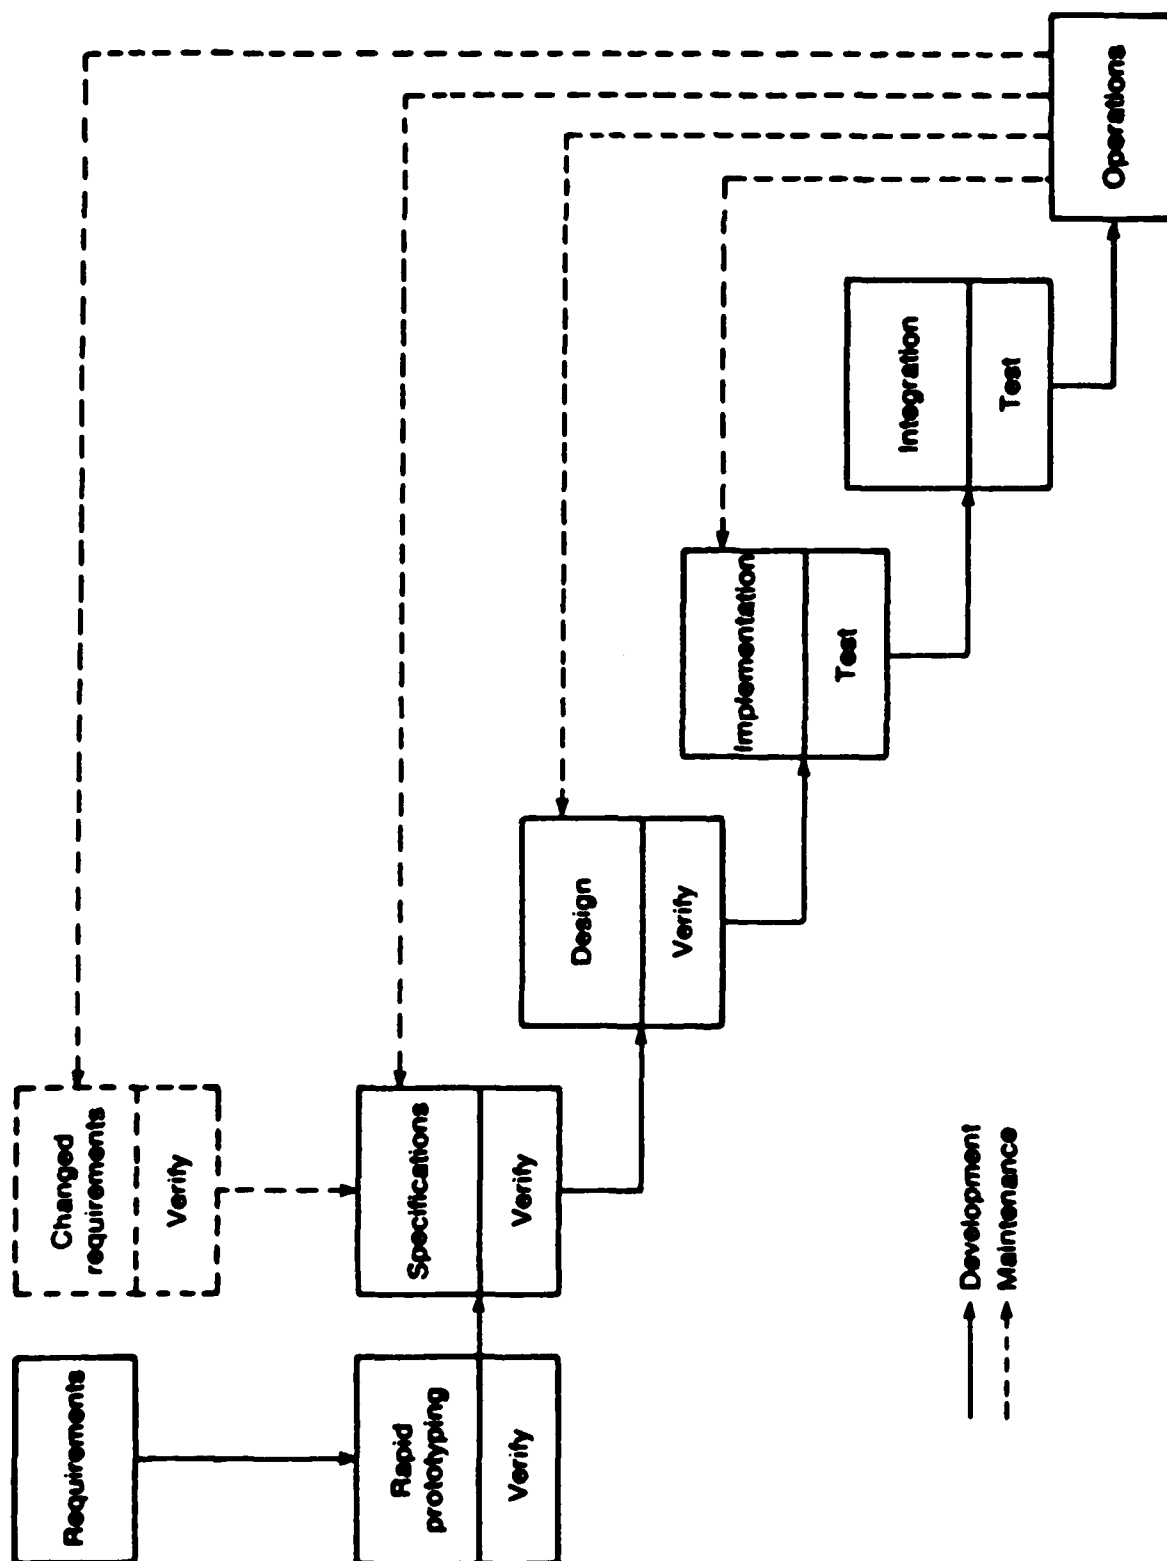 Requirements
Rapid
prototyping
Verify
Changed
requirements
Verify
Specifications
Verify
Design
Verify
Implementation
Test
Integration
Test
Operations
Development
Maintenance